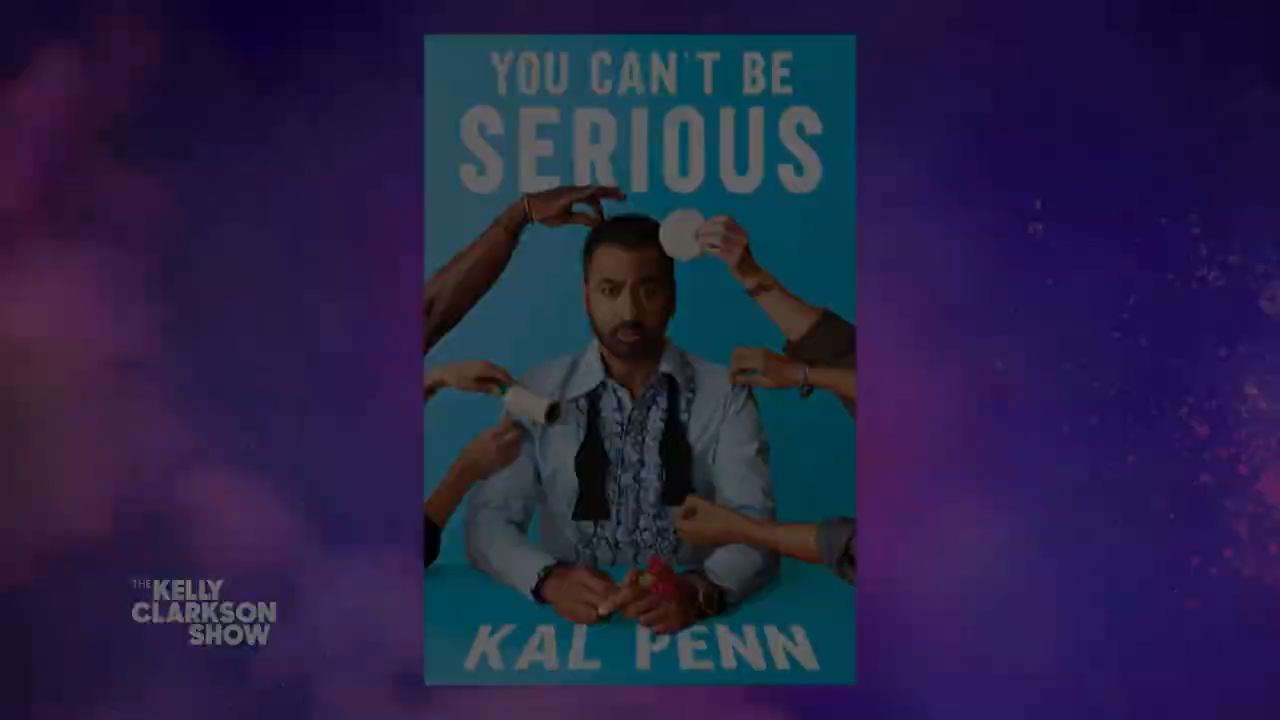 YOU CAN'T BE
SERIOUS
KAL PENN
THE
KELLY
CLARKSON
SHOW